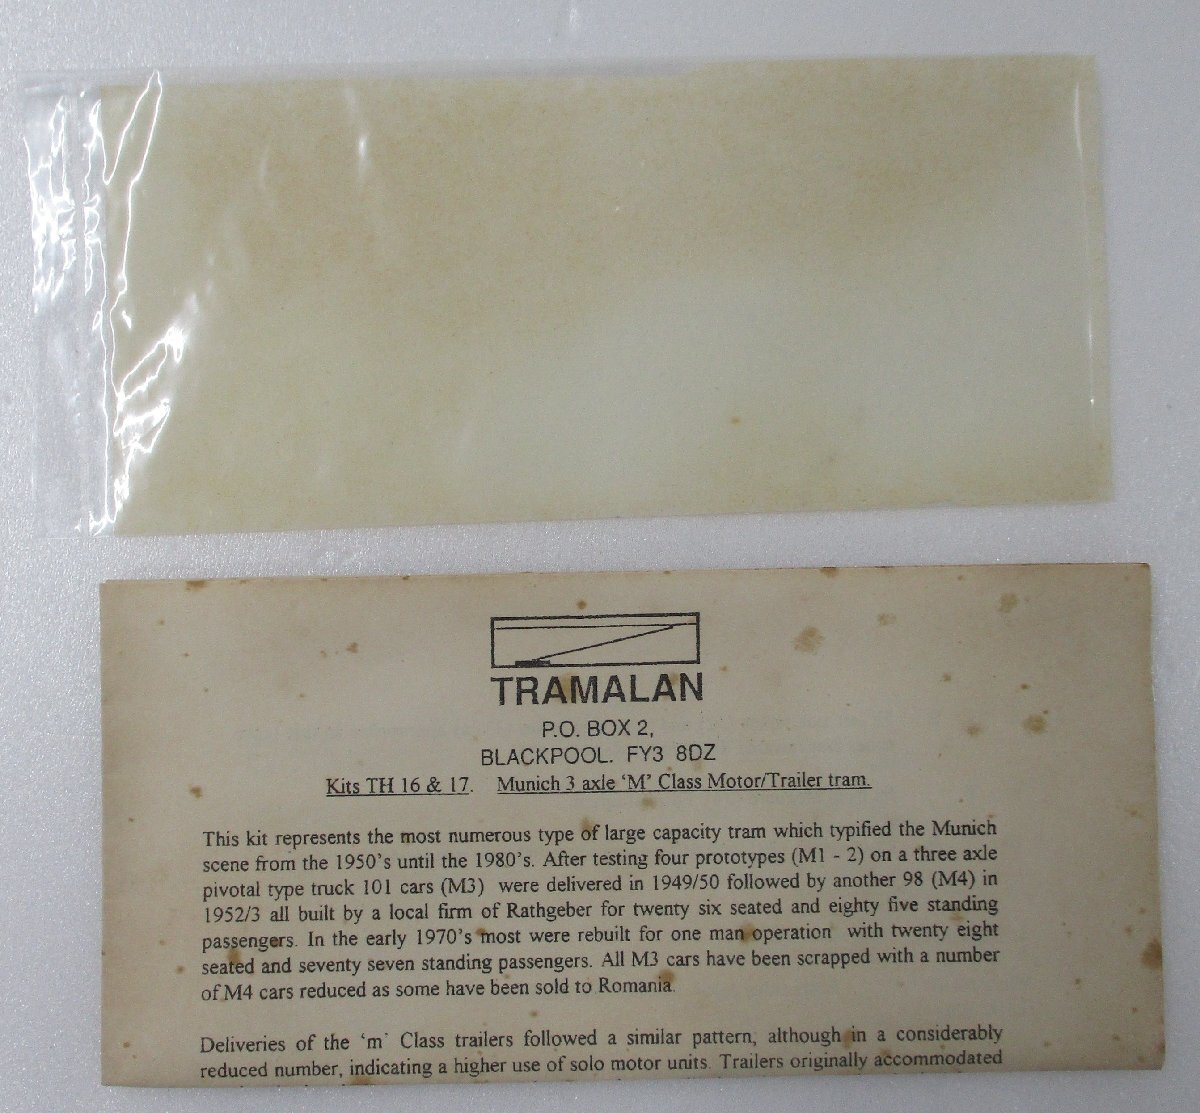 TRAMALAN
P.O. BOX 2,
BLACKPOOL. FY3 8DZ
Kits TH 16 & 17. Munich 3 axle ‘M’ Class Motor/Trailer tram.
This kit represents the most numerous type of large capacity tram which typified the Munich
scene from the 1950’s until the 1980’s. After testing four prototypes (M1 - 2) on a three axle
pivotal type truck 101 cars (M3) were delivered in 1949/50 followed by another 98 (M4) in
1952/3 all built by a local firm of Rathgeber for twenty six seated and eighty five standing
passengers. In the early 1970’s most were rebuilt for one man operation with twenty eight
seated and seventy seven standing passengers. All M3 cars have been scrapped with a number
of M4 cars reduced as some have been sold to Romania.
Deliveries of the ‘m’ Class trailers followed a similar pattern, although in a considerably
reduced number, indicating a higher use of solo motor units. Trailers originally accommodated